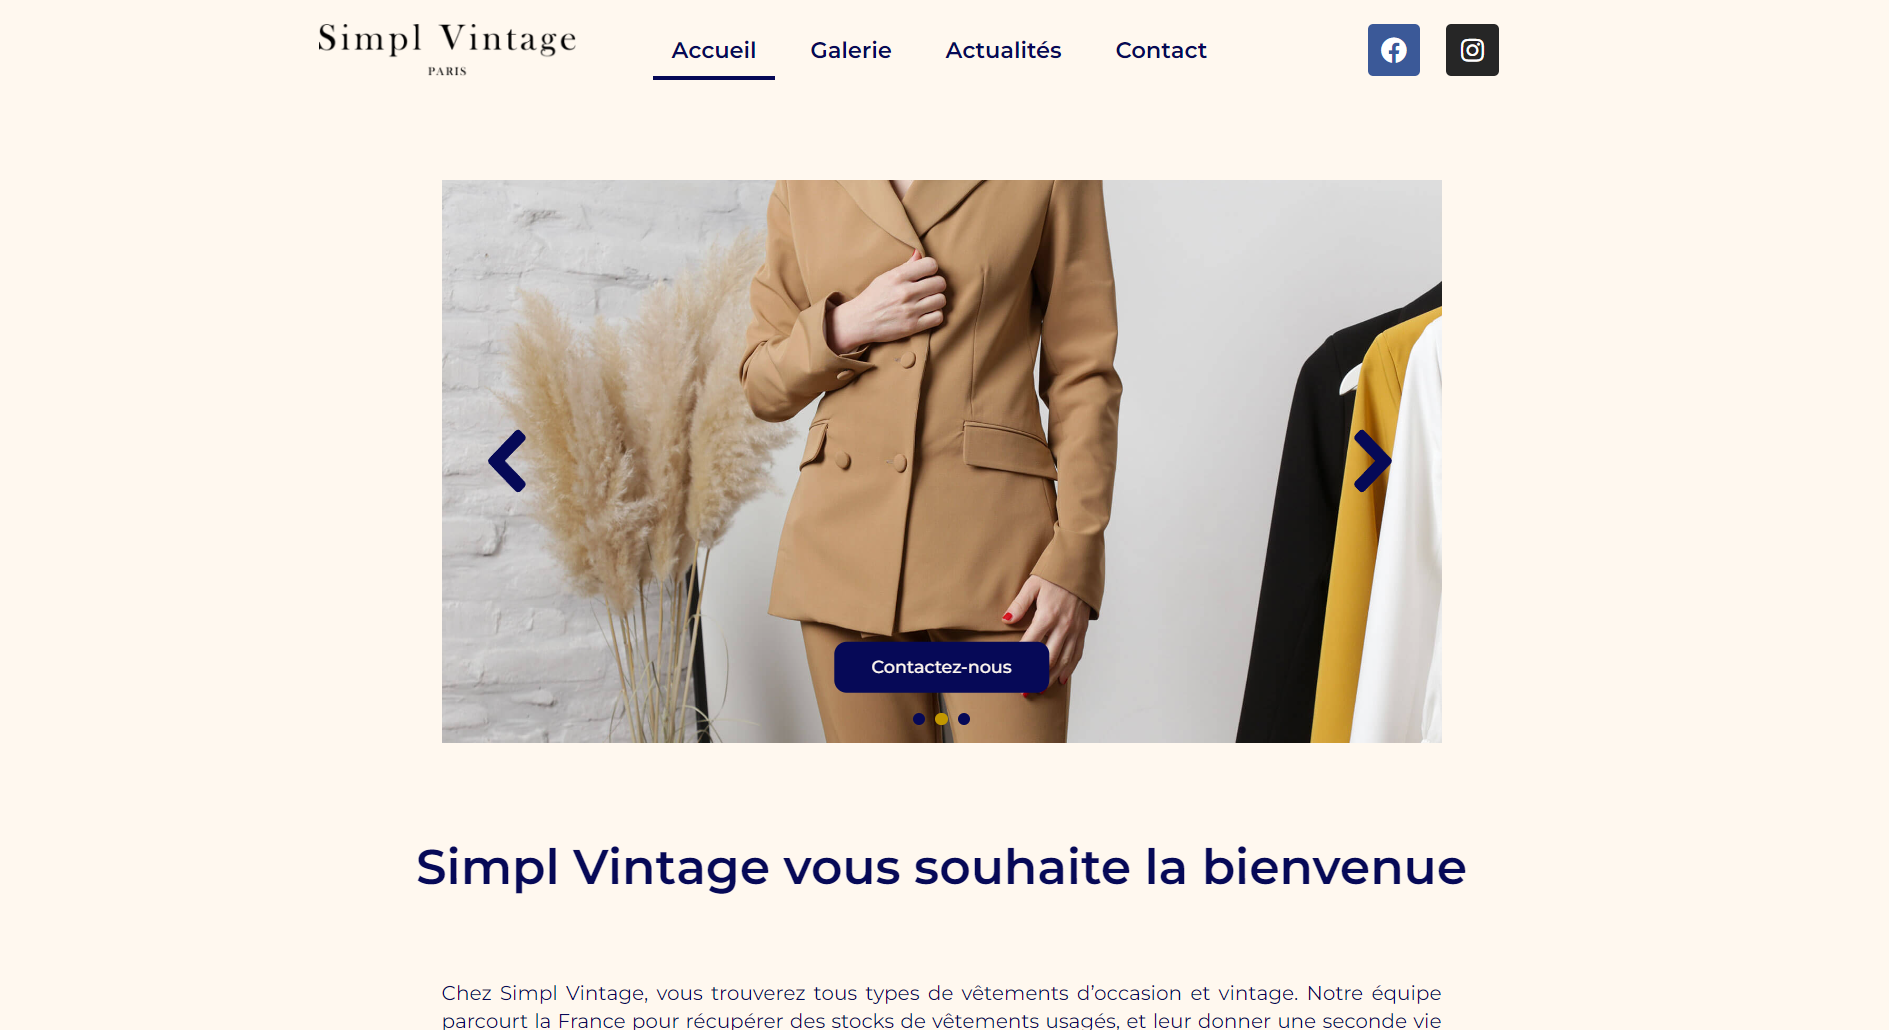 Simpl Vintage
PARIS
Accueil
Galerie
Actualités
Contact
Contactez-nous
Simpl Vintage vous souhaite la bienvenue
Chez Simpl Vintage, vous trouverez tous types de vêtements d’occasion et vintage. Notre équipe
parcourt la France pour récupérer des stocks de vêtements usagés, et leur donner une seconde vie